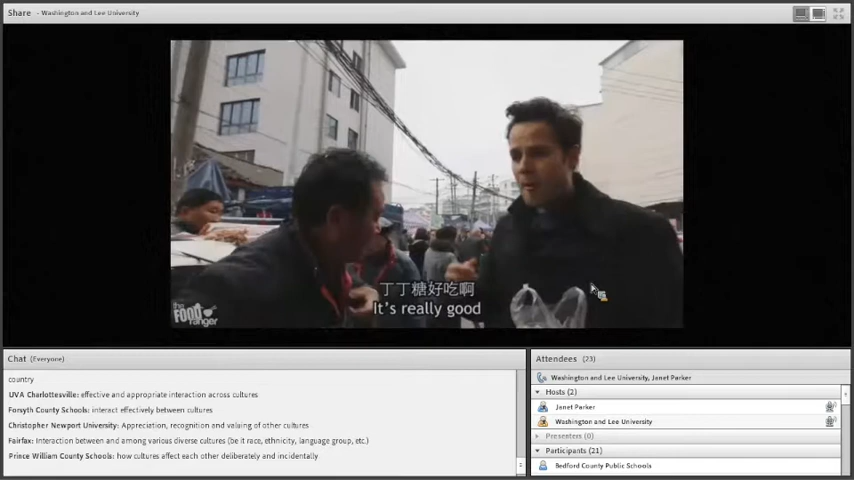 Share - Washington and Lee University
丁丁糖好吃啊
It's really good
the
FOOD
ranger
Chat (Everyone)
country
UVA Charlottesville: effective and appropriate interaction across cultures
Forsyth County Schools: interact effectively between cultures
Christopher Newport University: Appreciation, recognition and valuing of other cultures
Fairfax: Interaction between and among various diverse cultures (be it race, ethnicity, language group, etc.)
Prince William County Schools: how cultures affect each other deliberately and incidentally
Attendees (23)
Washington and Lee University, Janet Parker
Hosts (2)
Janet Parker
Washington and Lee University
Presenters (0)
Participants (21)
Bedford County Public Schools